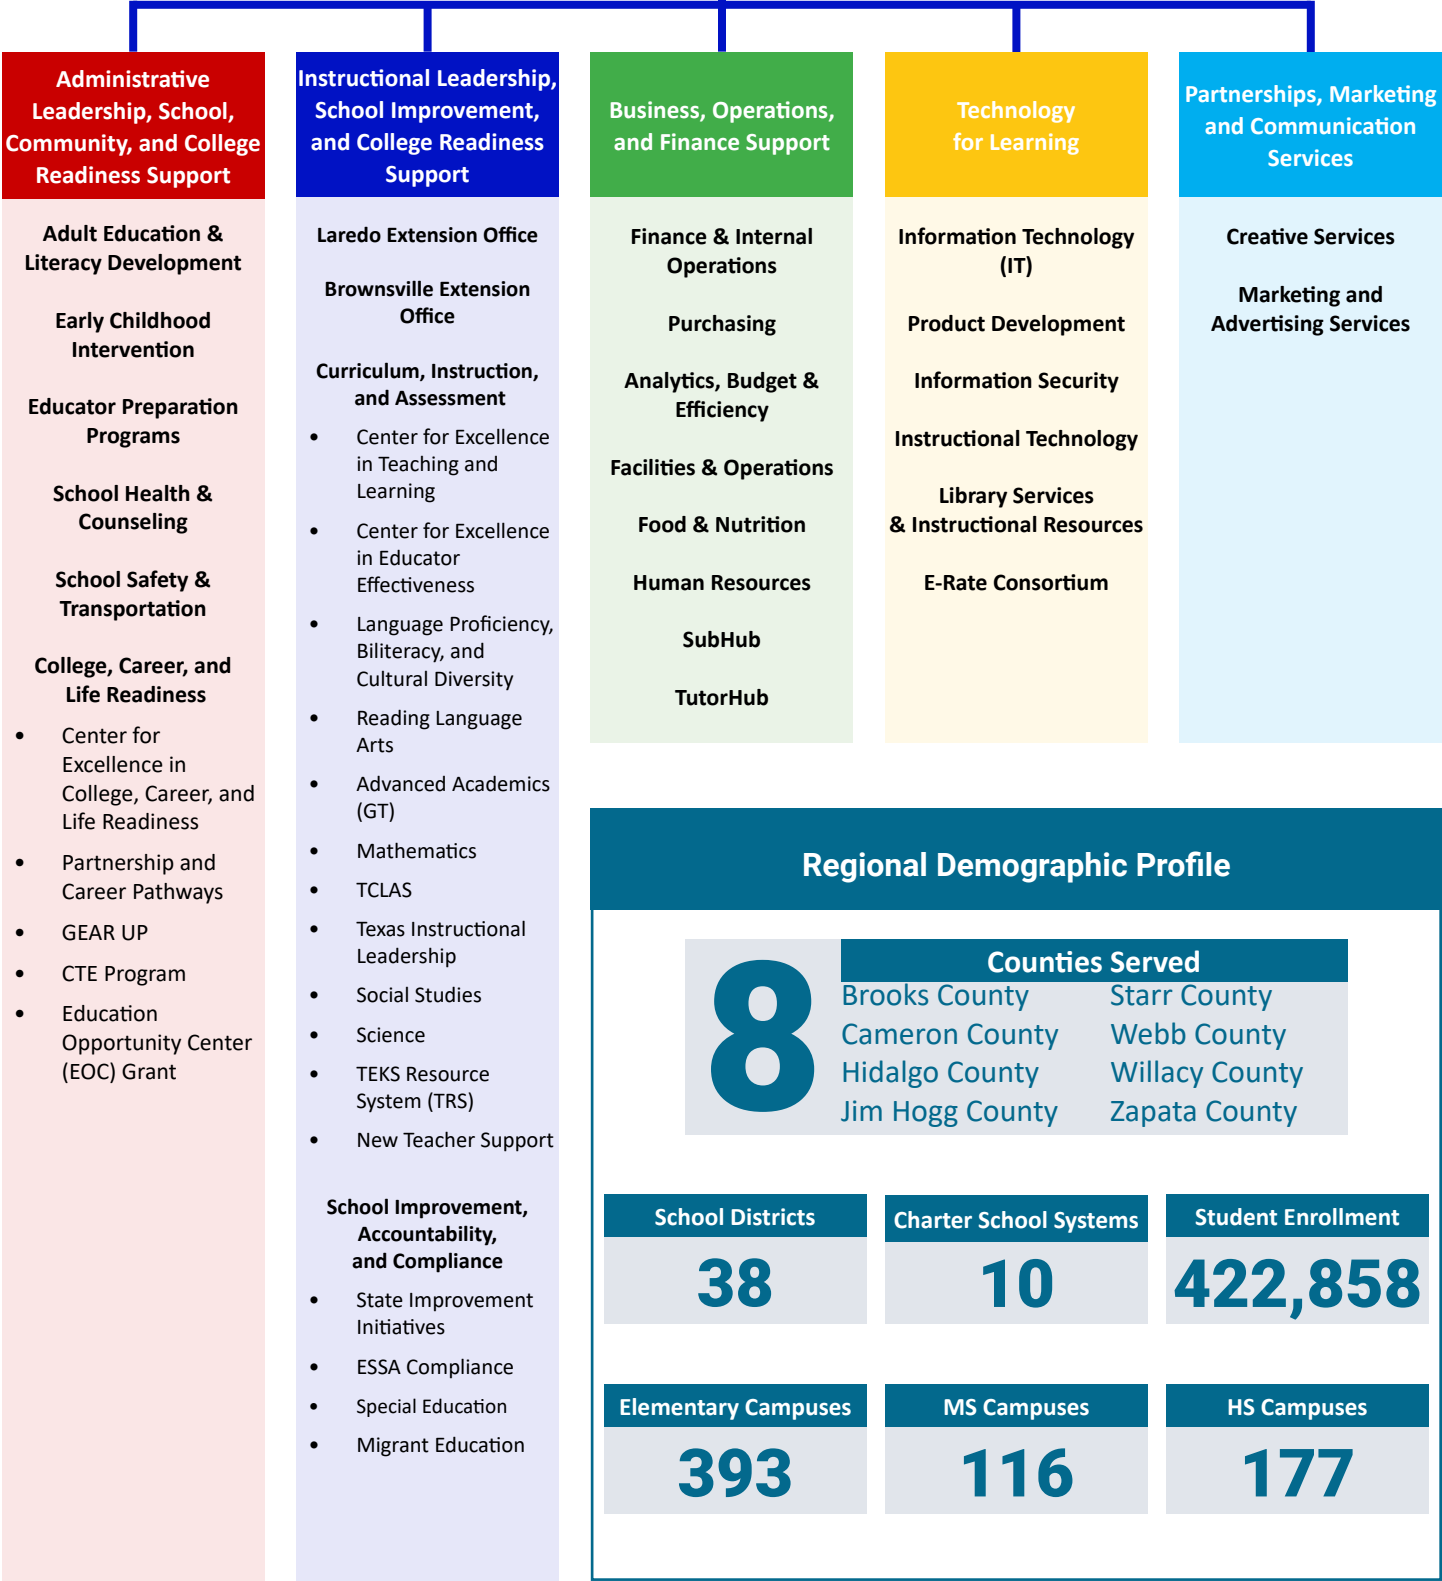 Administrative
Leadership, School,
Community, and College
Readiness Support
Adult Education &
Literacy Development
Early Childhood
Intervention
Educator Preparation
Programs
School Health &
Counseling
School Safety &
Transportation
College, Career, and
Life Readiness
• Center for
Excellence in
College, Career, and
Life Readiness
• Partnership and
Career Pathways
• GEAR UP
• CTE Program
• Education
Opportunity Center
(EOC) Grant
Instructional Leadership,
School Improvement,
and College Readiness
Support
Laredo Extension Office
Brownsville Extension
Office
Curriculum, Instruction,
and Assessment
• Center for Excellence
in Teaching and
Learning
• Center for Excellence
in Educator
Effectiveness
• Language Proficiency,
Biliteracy, and
Cultural Diversity
• Reading Language
Arts
• Advanced Academics
(GT)
• Mathematics
• TCLAS
• Texas Instructional
Leadership
• Social Studies
• Science
• TEKS Resource
System (TRS)
• New Teacher Support
School Improvement,
Accountability,
and Compliance
• State Improvement
Initiatives
• ESSA Compliance
• Special Education
• Migrant Education
Business, Operations,
and Finance Support
Finance & Internal
Operations
Purchasing
Analytics, Budget &
Efficiency
Facilities & Operations
Food & Nutrition
Human Resources
SubHub
TutorHub
Technology
for Learning
Information Technology
(IT)
Product Development
Information Security
Instructional Technology
Library Services
& Instructional Resources
E-Rate Consortium
Partnerships, Marketing
and Communication
Services
Creative Services
Marketing and
Advertising Services
Regional Demographic Profile
8
Counties Served
Brooks County
Cameron County
Hidalgo County
Jim Hogg County
Starr County
Webb County
Willacy County
Zapata County
School Districts
38
Charter School Systems
10
Student Enrollment
422,858
Elementary Campuses
393
MS Campuses
116
HS Campuses
177